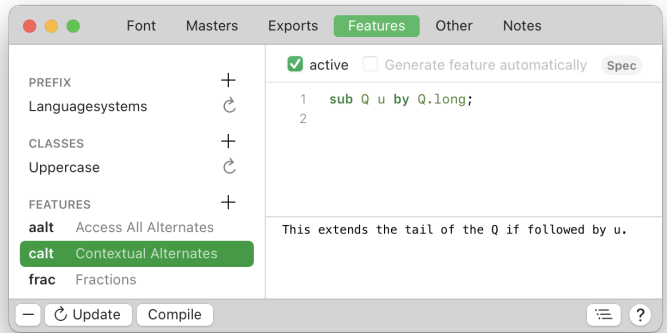 Font Masters Exports Features Other Notes
PREFIX +
Languagesystems
CLASSES +
Uppercase
FEATURES +
aalt Access All Alternates
calt Contextual Alternates
frac Fractions
active Generate feature automatically Spec
1 sub Q u by Q.long;
2
This extends the tail of the Q if followed by u.
− Update Compile ?